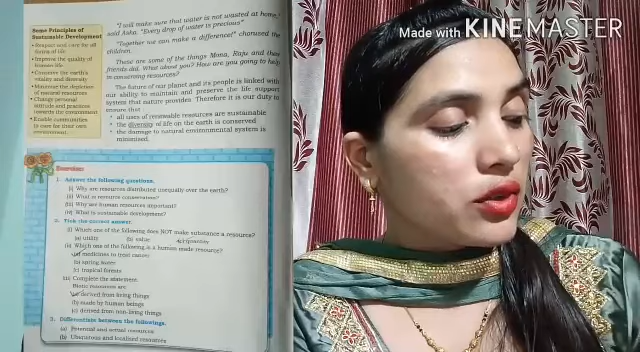 Made with KINEMASTER
Some Principles of
Sustainable Development
• Respect and care for all
forms of life
• Improve the quality of
human life
• Conserve the earth's
vitality and diversity
• Minimise the depletion
of natural resources
• Change personal
attitude and practices
towards the environment
• Enable communities
to care for their own
environment.
"I will make sure that water is not wasted at home,"
said Asha. "Every drop of water is precious"
"Together we can make a difference!" chorused the
children.
These are some of the things Mona, Raju and their
friends did. What about you? How are you going to help
in conserving resources?
The future of our planet and its people is linked with
our ability to maintain and preserve the life support
system that nature provides. Therefore it is our duty to
ensure that
• all uses of renewable resources are sustainable
• the diversity of life on the earth is conserved
• the damage to natural environmental system is
minimised.
Exercises
1. Answer the following questions.
(i) Why are resources distributed unequally over the earth?
(ii) What is resource conservation?
(iii) Why are human resources important?
(iv) What is sustainable development?
2. Tick the correct answer.
(i) Which one of the following does NOT make substance a resource?
(a) utility (b) value (c) quantity
(ii) Which one of the following is a human made resource?
(a) medicines to treat cancer
(b) spring water
(c) tropical forests
(iii) Complete the statement.
Biotic resources are
(a) derived from living things
(b) made by human beings
(c) derived from non-living things
3. Differentiate between the followings.
(a) Potential and actual resources
(b) Ubiquitous and localised resources